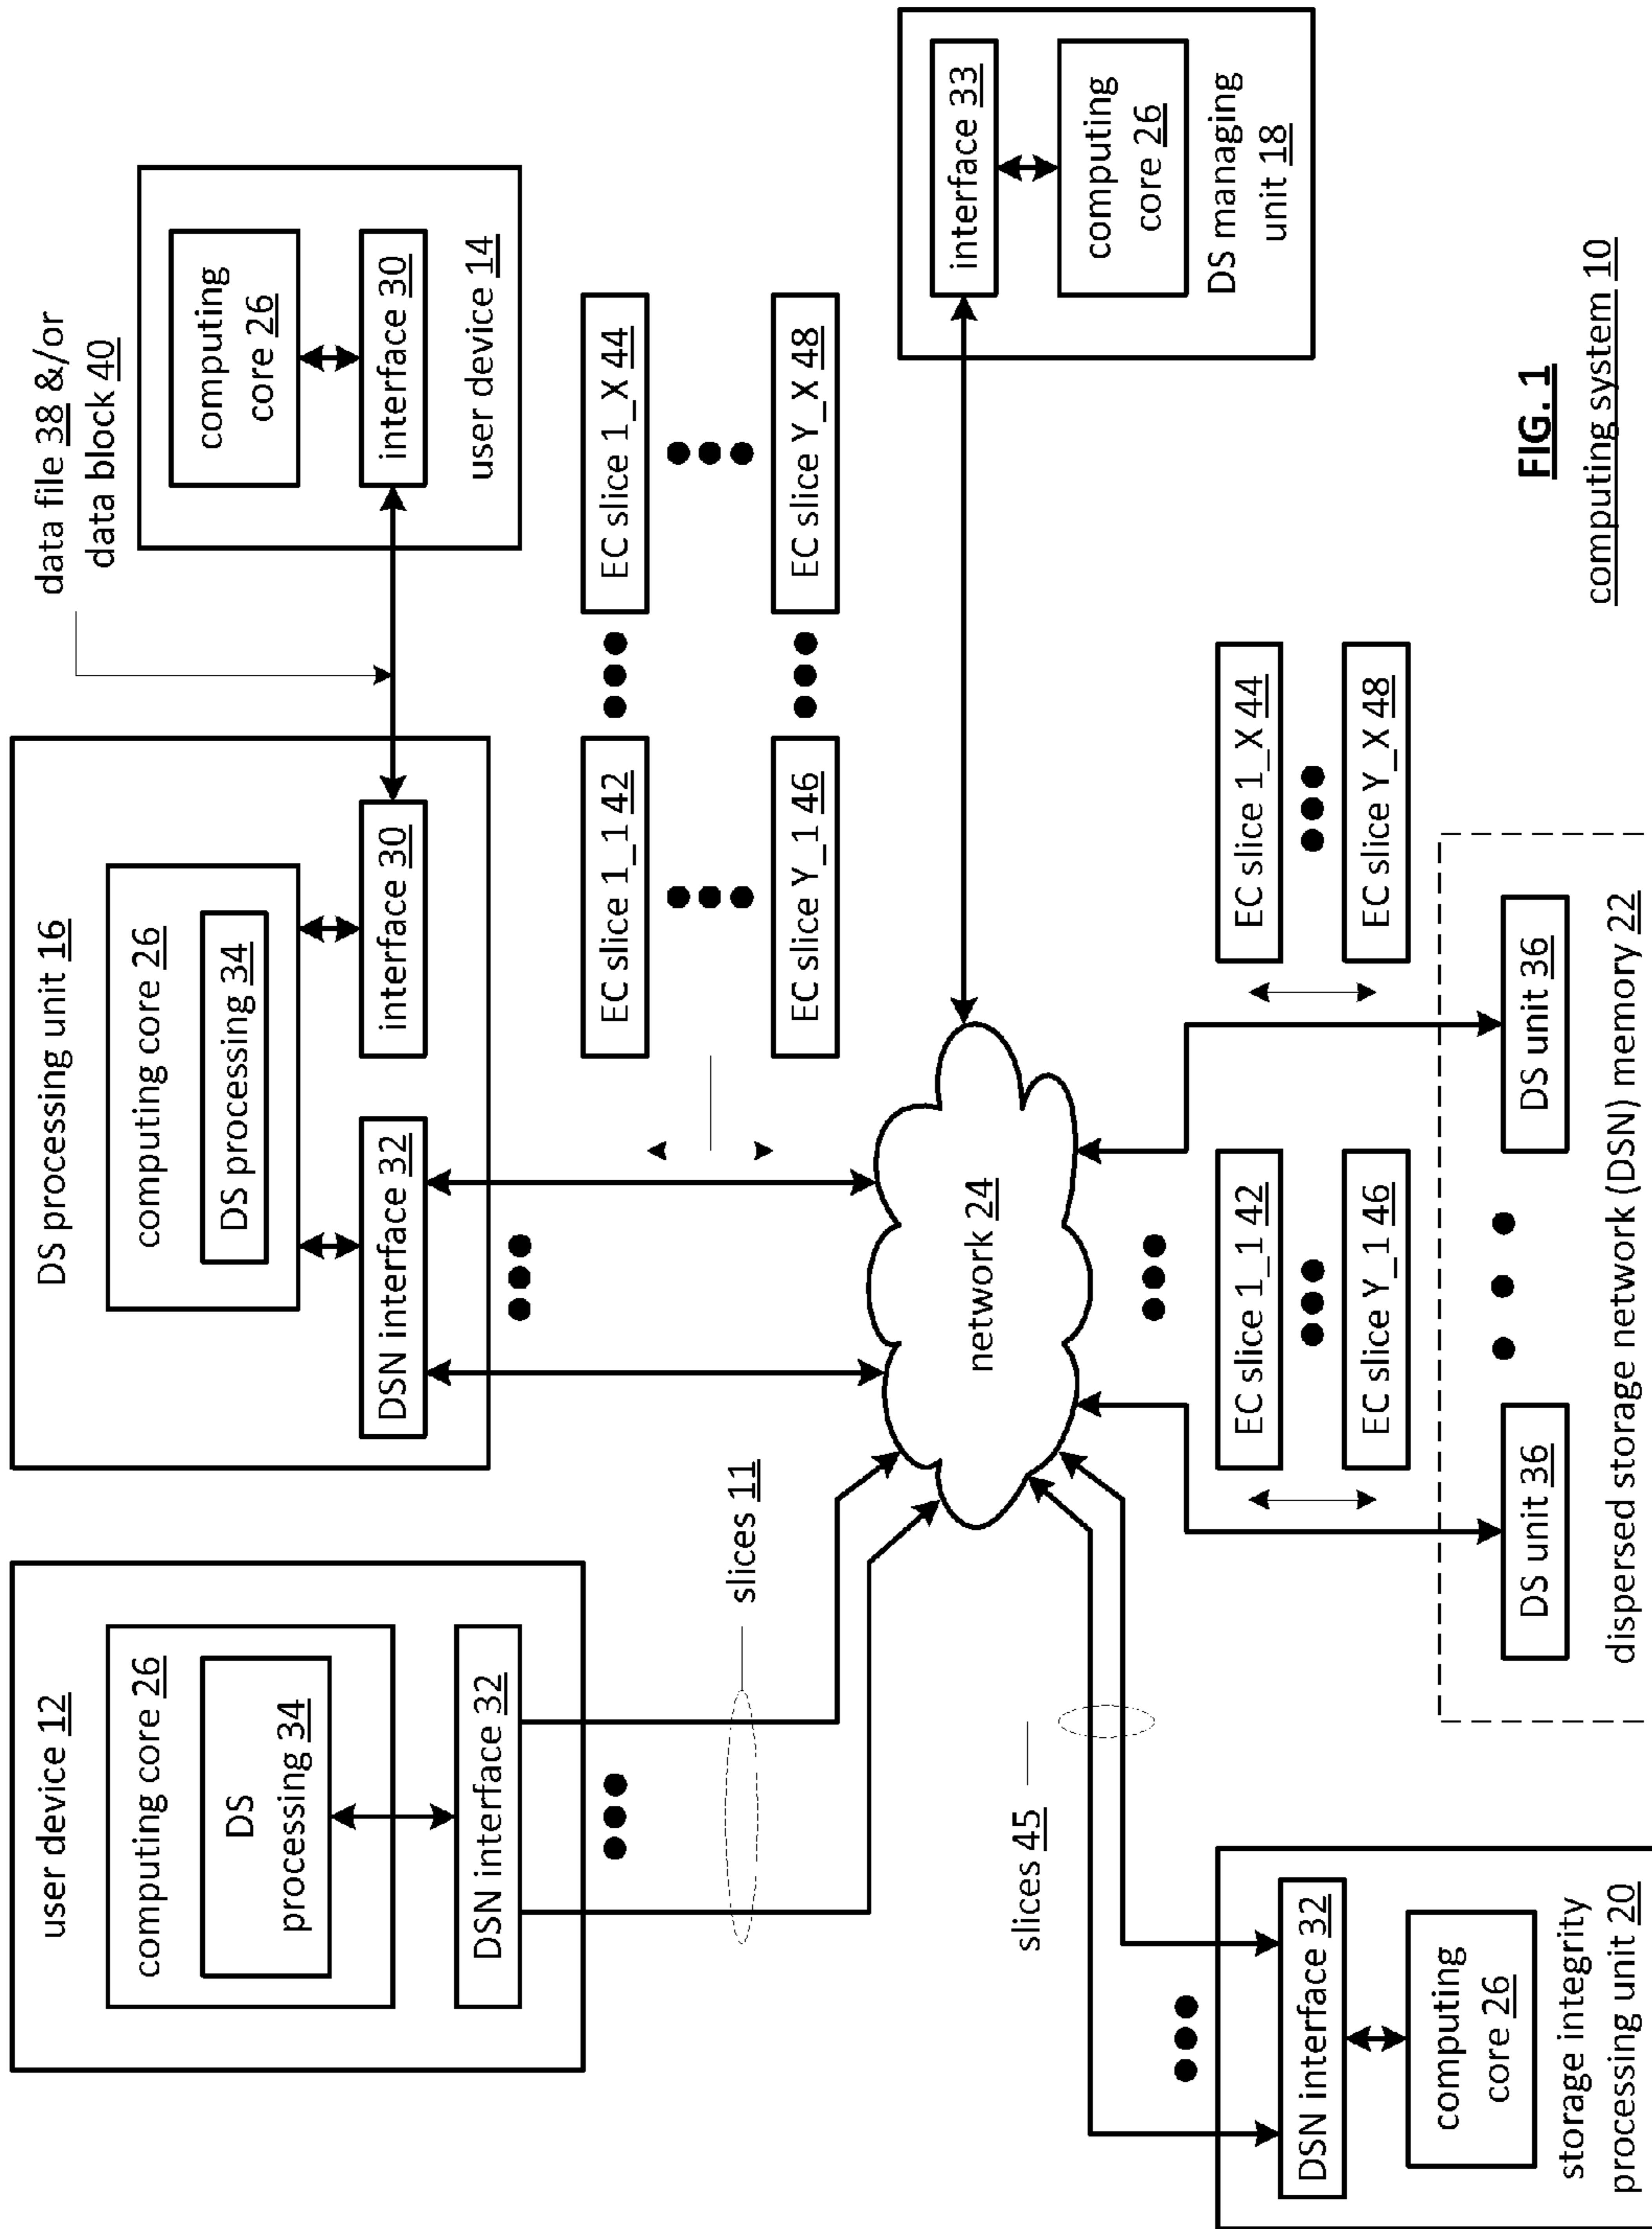 user device 12
computing core 26
DS
processing 34
DSN interface 32
slices 11
DS processing unit 16
computing core 26
DS processing 34
DSN interface 32
interface 30
data file 38 &/or
data block 40
computing
core 26
interface 30
user device 14
EC slice 1_1 42
EC slice 1_X 44
EC slice Y_1 46
EC slice Y_X 48
network 24
interface 33
computing
core 26
DS managing
unit 18
slices 45
DSN interface 32
computing
core 26
storage integrity
processing unit 20
EC slice 1_1 42
EC slice Y_1 46
EC slice 1_X 44
EC slice Y_X 48
DS unit 36
DS unit 36
dispersed storage network (DSN) memory 22
FIG. 1
computing system 10